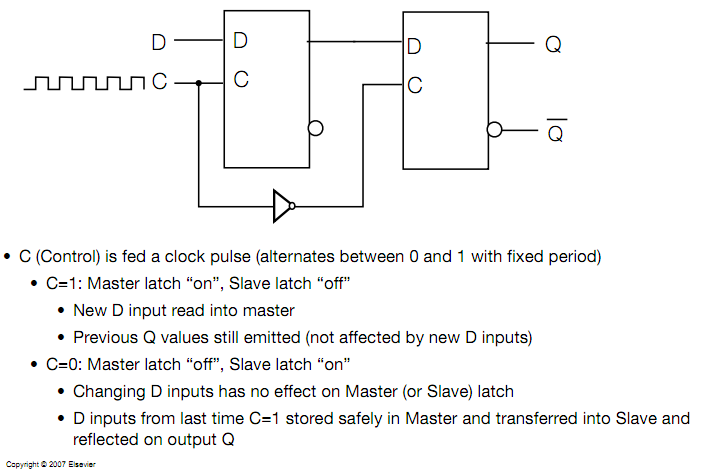 D D D Q
C C C Q
• C (Control) is fed a clock pulse (alternates between 0 and 1 with fixed period)
• C=1: Master latch “on”, Slave latch “off”
• New D input read into master
• Previous Q values still emitted (not affected by new D inputs)
• C=0: Master latch “off”, Slave latch “on”
• Changing D inputs has no effect on Master (or Slave) latch
• D inputs from last time C=1 stored safely in Master and transferred into Slave and
reflected on output Q
Copyright © 2007 Elsevier